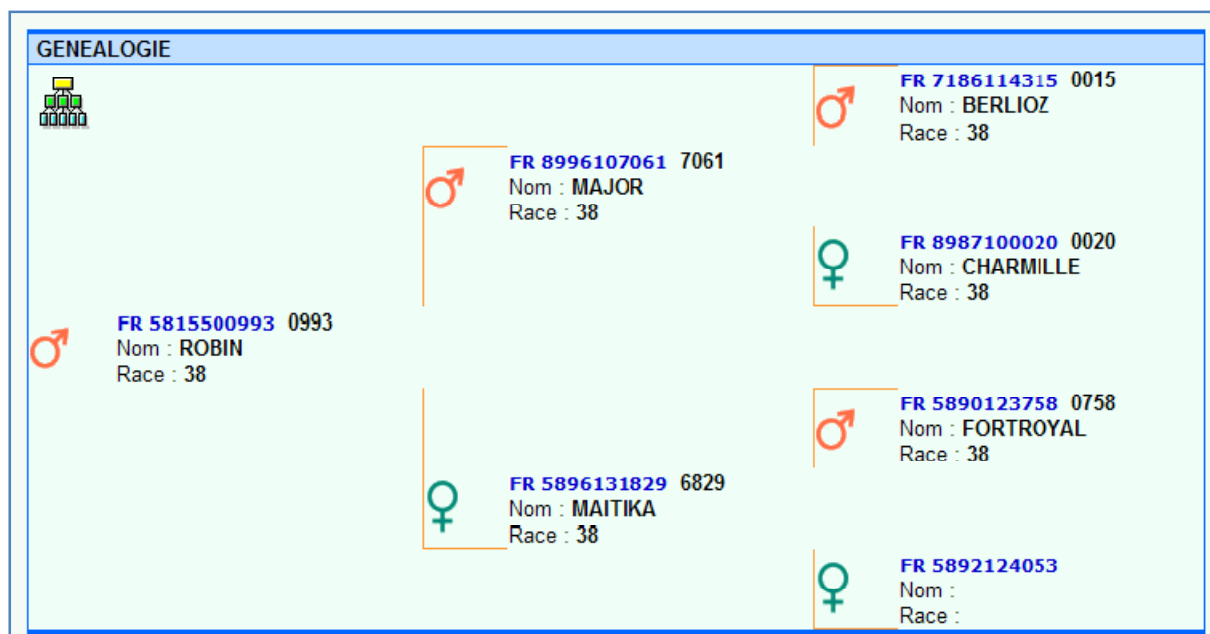 GENEALOGIE
FR 7186114315 0015
Nom : BERLIOZ
Race : 38
FR 8996107061 7061
Nom : MAJOR
Race : 38
FR 8987100020 0020
Nom : CHARMILLE
Race : 38
FR 5815500993 0993
Nom : ROBIN
Race : 38
FR 5890123758 0758
Nom : FORTROYAL
Race : 38
FR 5896131829 6829
Nom : MAITIKA
Race : 38
FR 5892124053
Nom :
Race :